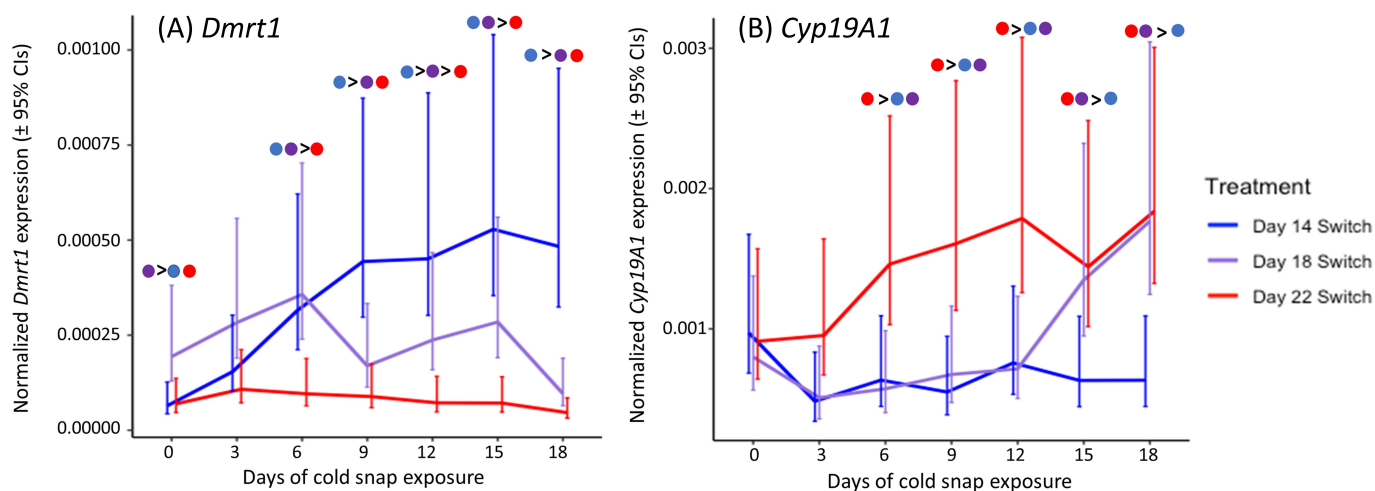 (A) Dmrt1
Normalized Dmrt1 expression (± 95% CIs)
0.00100
0.00075
0.00050
0.00025
0.00000
> >
>
>
> >
>
>
0 3 6 9 12 15 18
Days of cold snap exposure
(B) Cyp19A1
Normalized Cyp19A1 expression (± 95% CIs)
0.003
0.002
0.001
>
>
>
>
>
0 3 6 9 12 15 18
Days of cold snap exposure
Treatment
Day 14 Switch
Day 18 Switch
Day 22 Switch